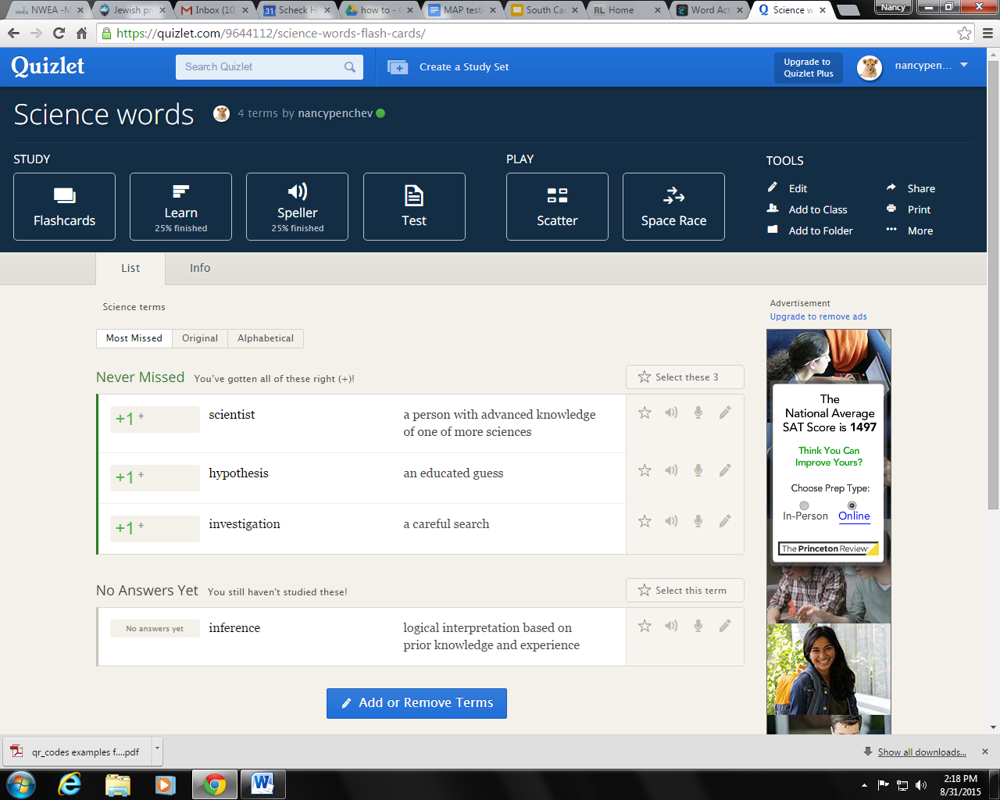 NWEA -M
Jewish pr
Inbox (10
Scheck H
how to -
MAP testi
South Ca
Home
Word Act
Science w
Nancy
https://quizlet.com/9644112/science-words-flash-cards/
Quizlet
Search Quizlet
Create a Study Set
Upgrade to
Quizlet Plus
nancypen...
Science words
4 terms by nancypenchev
STUDY
PLAY
TOOLS
Flashcards
Learn
25% finished
Speller
25% finished
Test
Scatter
Space Race
Edit
Share
Add to Class
Print
Add to Folder
More
List
Info
Science terms
Most Missed
Original
Alphabetical
Never Missed
You've gotten all of these right (+)!
Select these 3
+1 +
scientist
a person with advanced knowledge
of one of more sciences
+1 +
hypothesis
an educated guess
+1 +
investigation
a careful search
No Answers Yet
You still haven't studied these!
Select this term
No answers yet
inference
logical interpretation based on
prior knowledge and experience
Add or Remove Terms
Advertisement
Upgrade to remove ads
The
National Average
SAT Score is 1497
Think You Can
Improve Yours?
Choose Prep Type:
In-Person
Online
The Princeton Review
qr_codes examples f....pdf
Show all downloads...
2:18 PM
8/31/2015